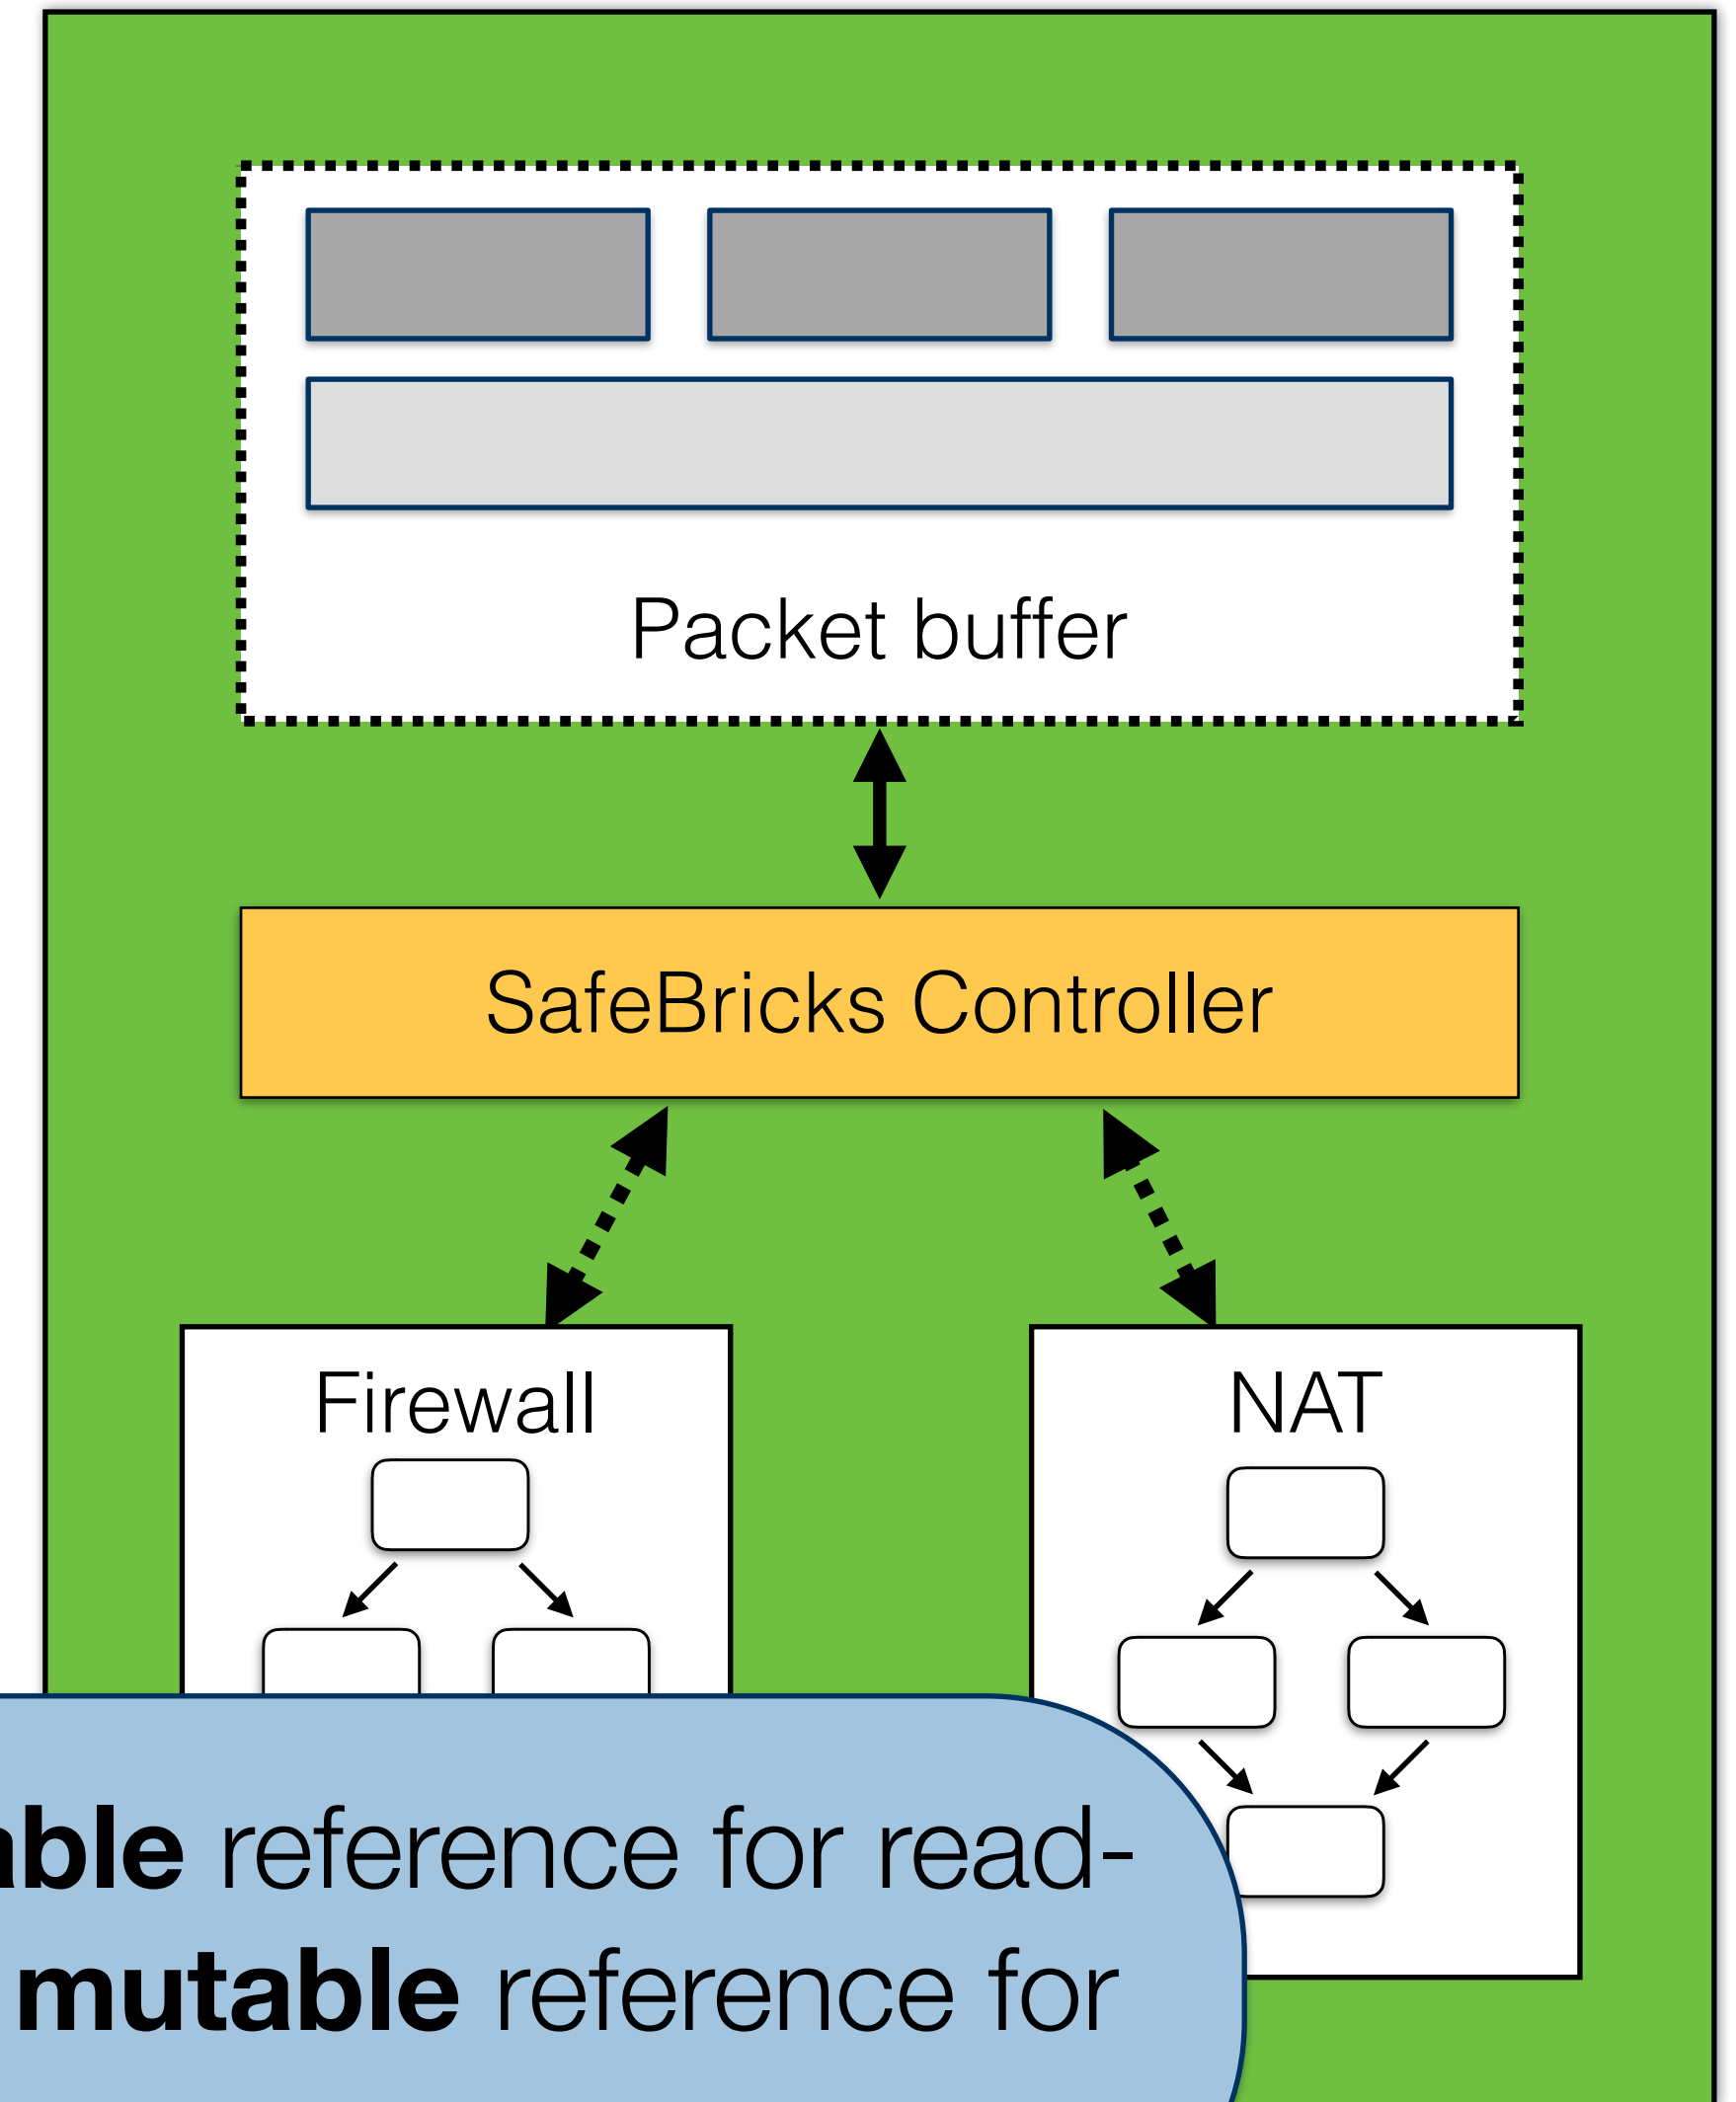 Packet buffer
SafeBricks Controller
Firewall
NAT
reference for read-
mutable reference for